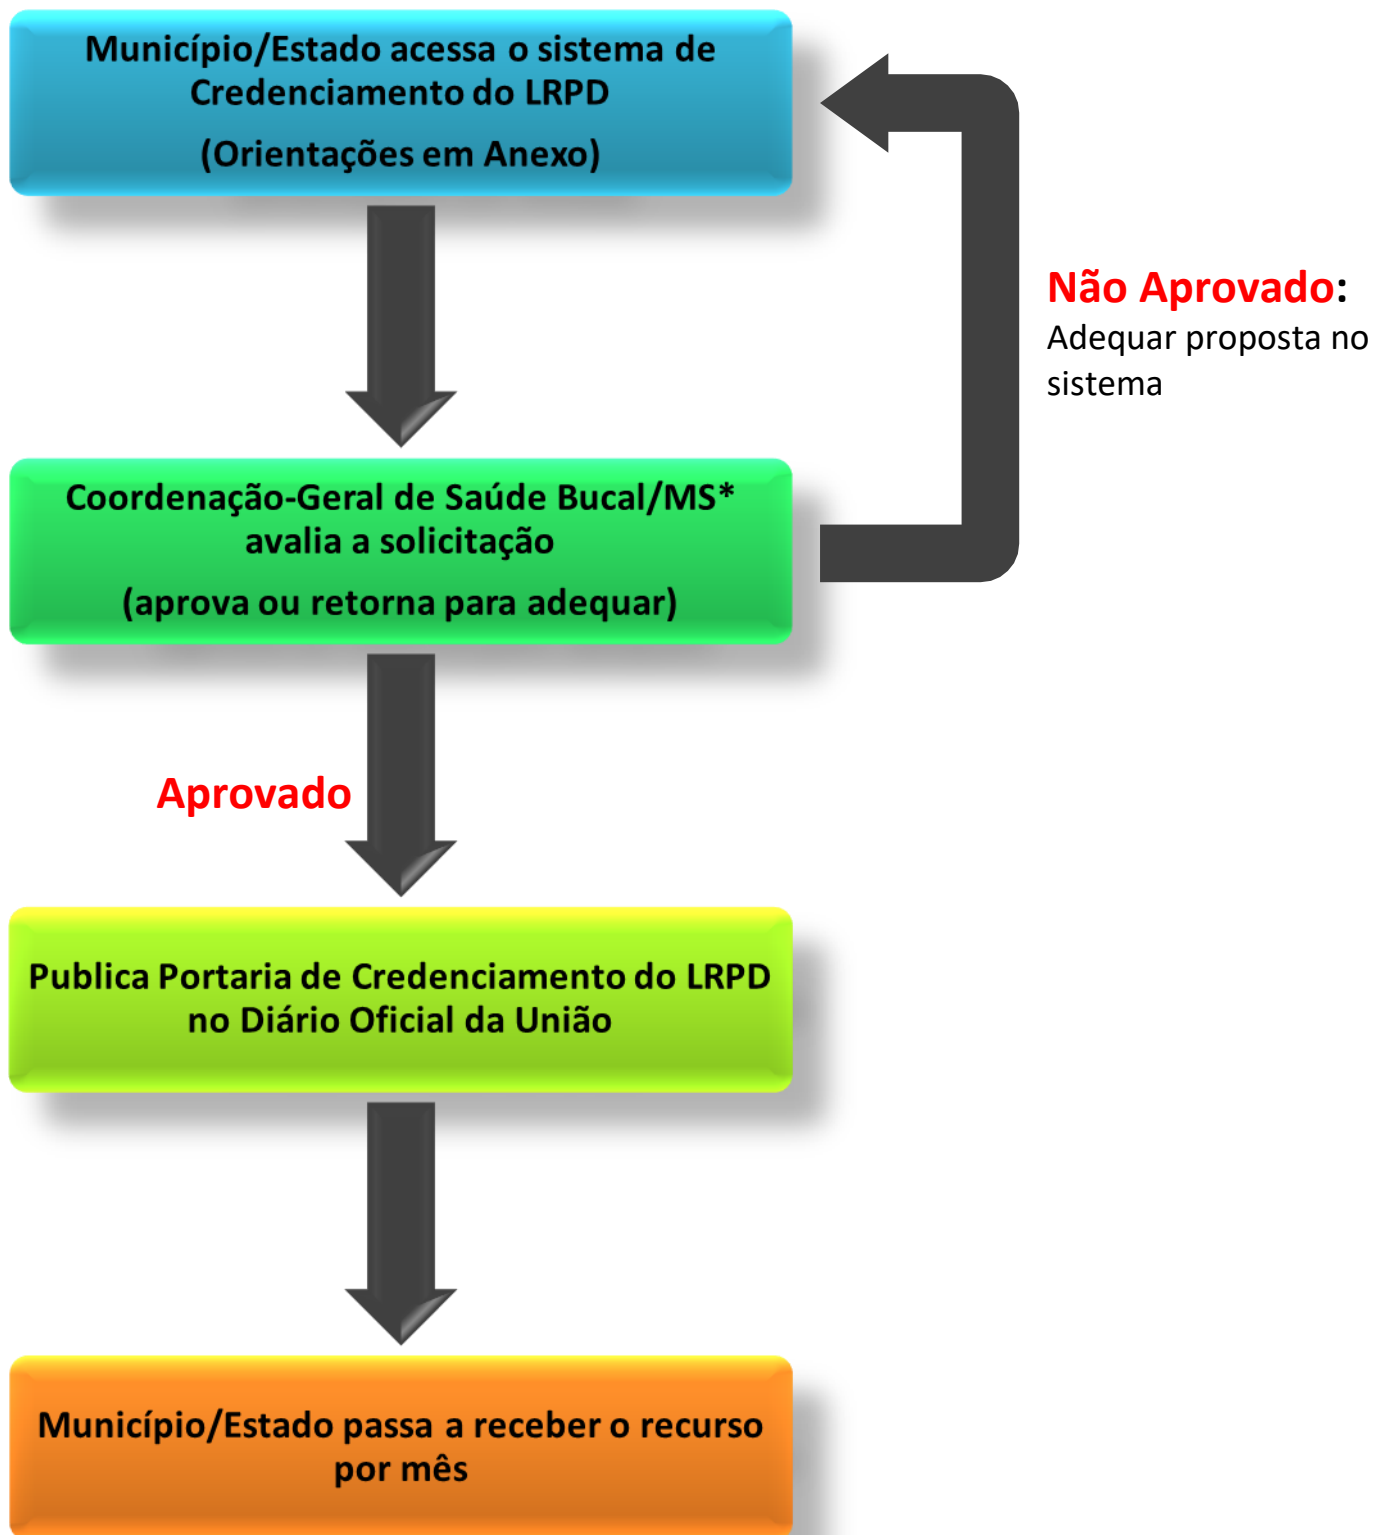 Município/Estado acessa o sistema de
Credenciamento do LRPD
(Orientações em Anexo)
Não Aprovado:
Adequar proposta no
sistema
Coordenação-Geral de Saúde Bucal/MS*
avalia a solicitação
(aprova ou retorna para adequar)
Aprovado
Publica Portaria de Credenciamento do LRPD
no Diário Oficial da União
Município/Estado passa a receber o recurso
por mês